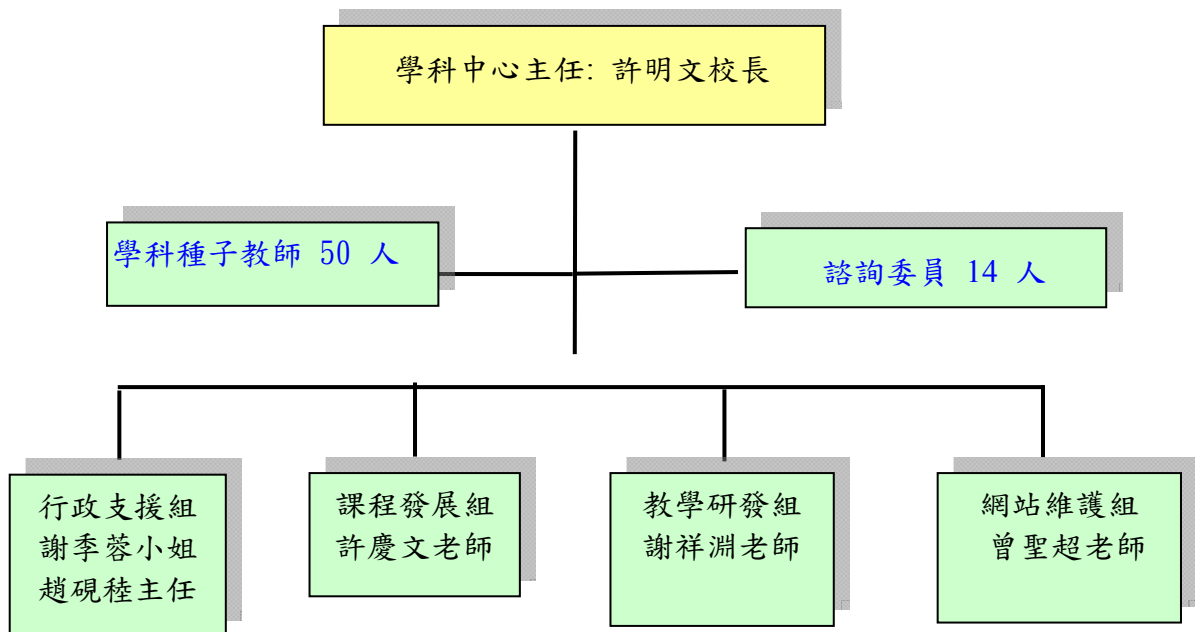 學科中心主任: 許明文校長
學科種子教師 50 人
諮詢委員 14 人
行政支援組
謝季蓉小姐
趙硯稑主任
課程發展組
許慶文老師
教學研發組
謝祥淵老師
網站維護組
曾聖超老師